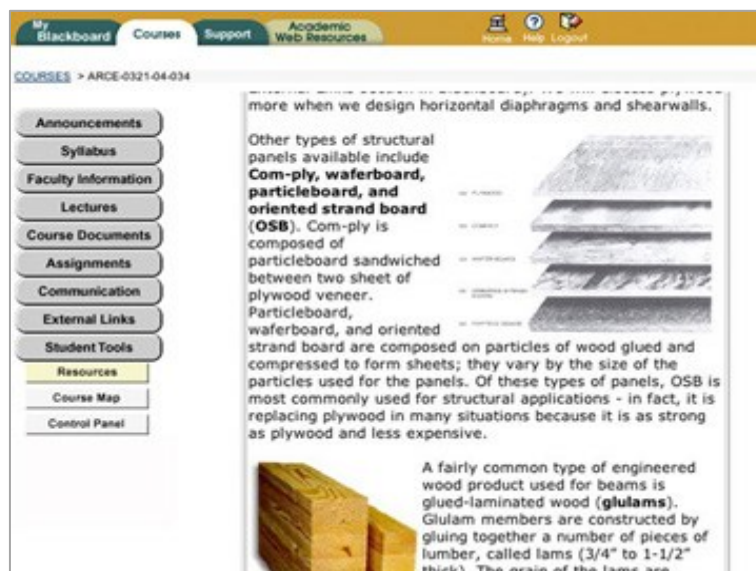 My
Blackboard
Courses
Support
Academic
Web Resources
Home
Help
Logout
COURSES > ARCE-0321-04-034
Announcements
Syllabus
Faculty Information
Lectures
Course Documents
Assignments
Communication
External Links
Student Tools
Resources
Course Map
Control Panel
more when we design horizontal diaphragms and shearwalls.
Other types of structural
panels available include
Com-ply, waferboard,
particleboard, and
oriented strand board
(OSB). Com-ply is
composed of
particleboard sandwiched
between two sheet of
plywood veneer.
Particleboard,
waferboard, and oriented
strand board are composed on particles of wood glued and
compressed to form sheets; they vary by the size of the
particles used for the panels. Of these types of panels, OSB is
most commonly used for structural applications - in fact, it is
replacing plywood in many situations because it is as strong
as plywood and less expensive.
A fairly common type of engineered
wood product used for beams is
glued-laminated wood (glulams).
Glulam members are constructed by
gluing together a number of pieces of
lumber, called lams (3/4" to 1-1/2"
thick). The grain of the lams are